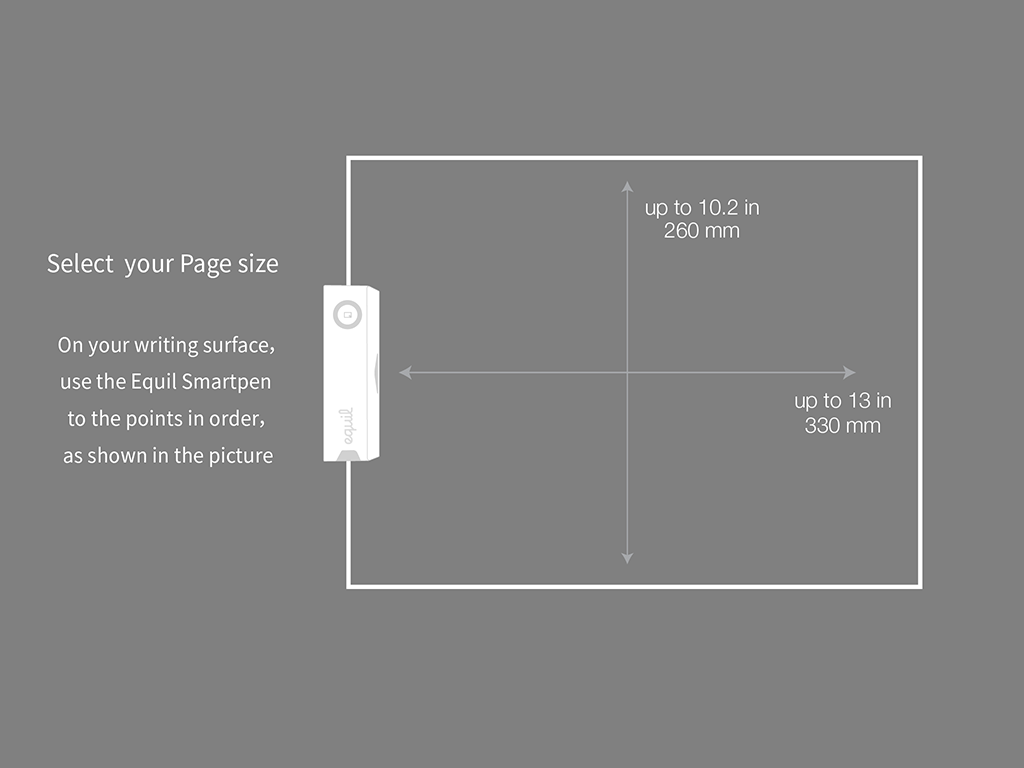 Select your Page size
On your writing surface,
use the Equil Smartpen
to the points in order,
as shown in the picture
up to 10.2 in
260 mm
up to 13 in
330 mm
equil